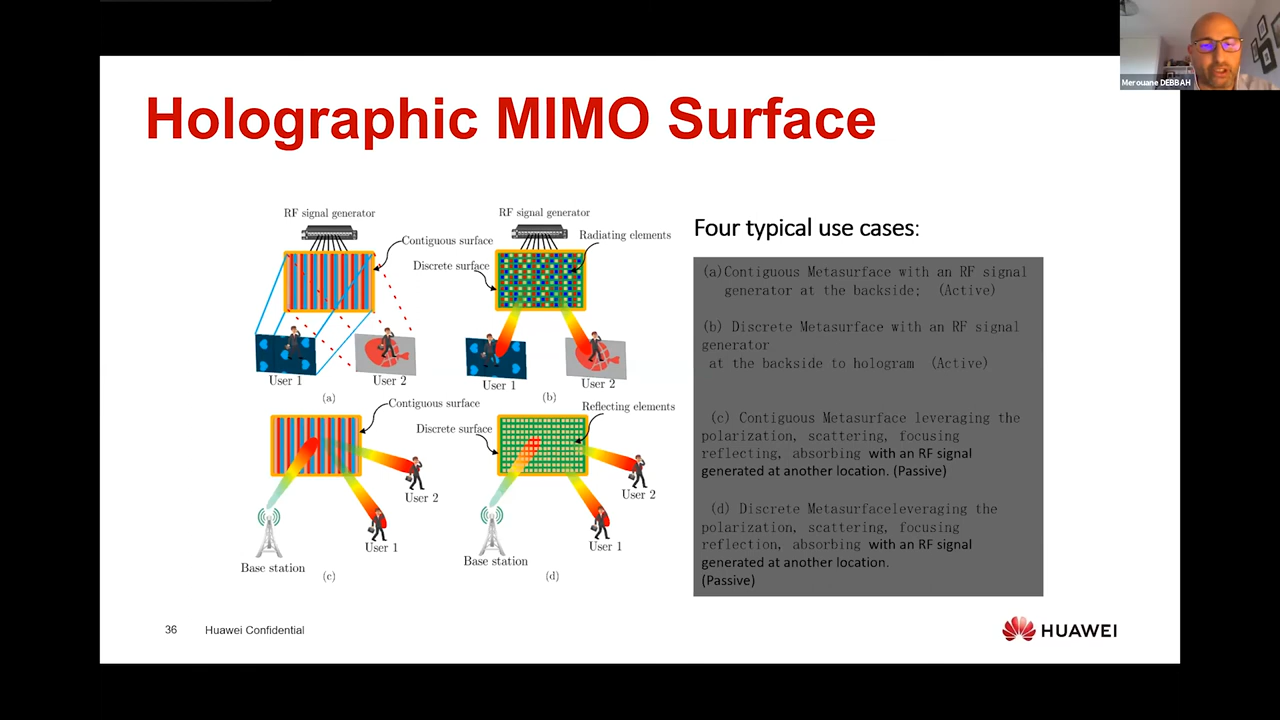 Merouane DEBBAH
Holographic MIMO Surface
RF signal generator
Contiguous surface
User 1
User 2
(a)
RF signal generator
Radiating elements
Discrete surface
User 1
User 2
(b)
Contiguous surface
User 2
User 1
Base station
(c)
Reflecting elements
Discrete surface
User 2
User 1
Base station
(d)
Four typical use cases:
(a)Contiguous Metasurface with an RF signal
generator at the backside; (Active)
(b) Discrete Metasurface with an RF signal
generator
at the backside to hologram (Active)
(c) Contiguous Metasurface leveraging the
polarization, scattering, focusing
reflecting, absorbing with an RF signal
generated at another location. (Passive)
(d) Discrete Metasurfaceleveraging the
polarization, scattering, focusing
reflection, absorbing with an RF signal
generated at another location.
(Passive)
36
Huawei Confidential
HUAWEI